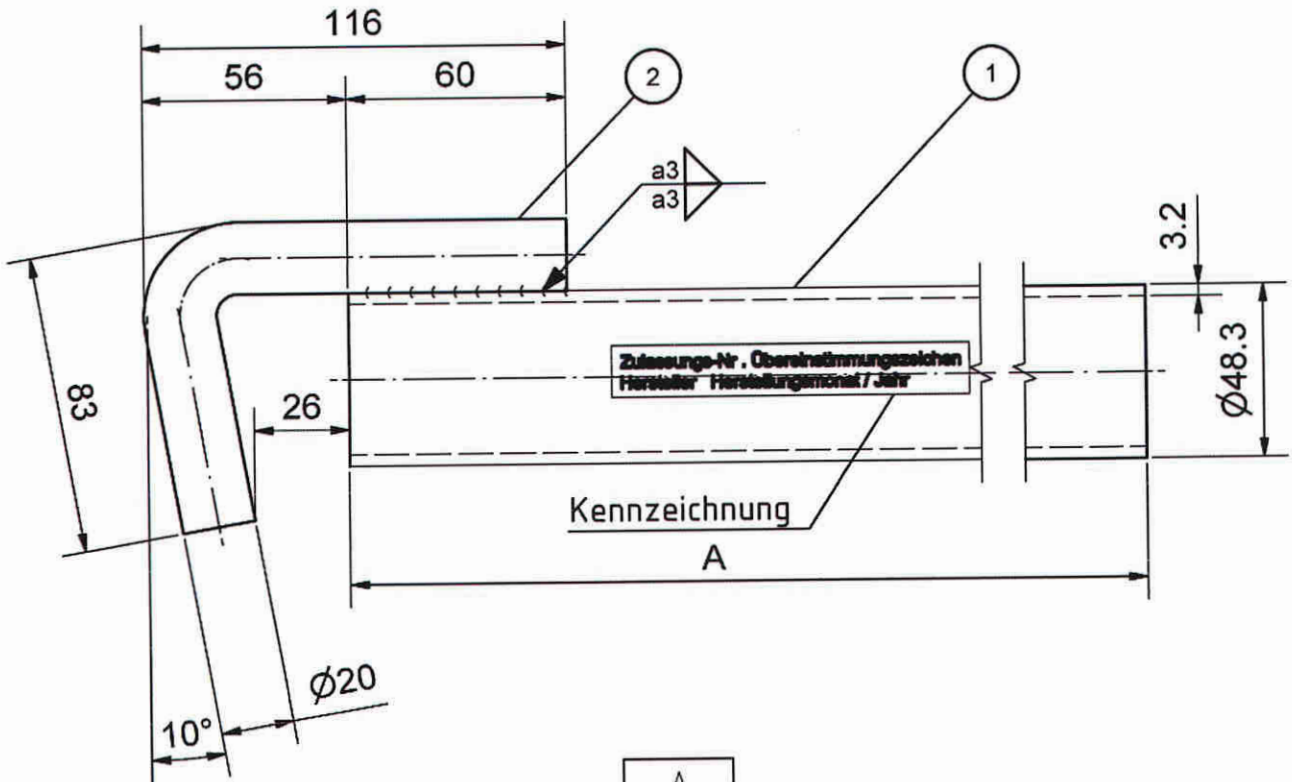 116
56
60
2
1
a3
a3
3.2
Zulassungs-Nr. Übereinstimmungszeichen
Hersteller Herstellungsmonat / Jahr
Ø48.3
83
26
Kennzeichnung
A
Ø20
10°
A